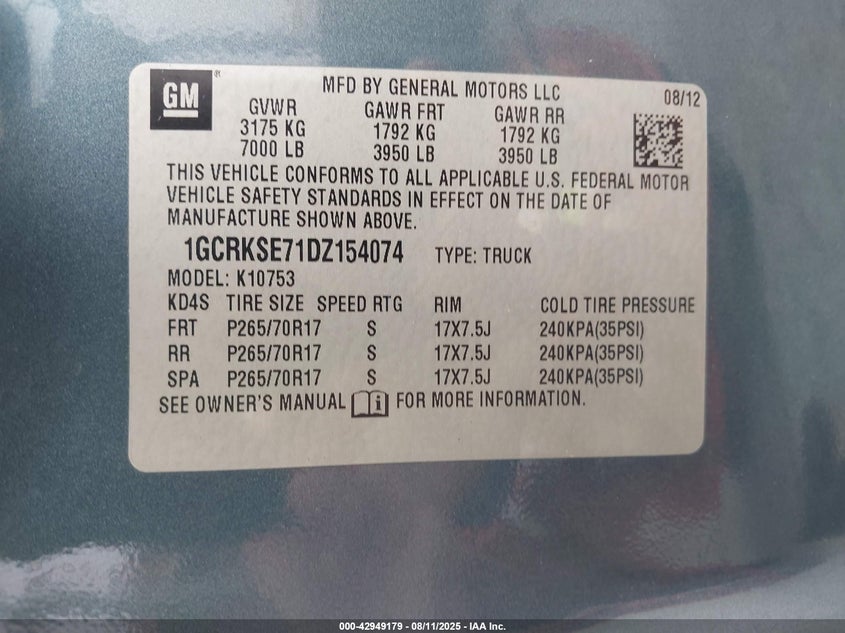 GM ®
MFD BY GENERAL MOTORS LLC
08/12
GVWR GAWR FRT GAWR RR
3175 KG 1792 KG 1792 KG
7000 LB 3950 LB 3950 LB
THIS VEHICLE CONFORMS TO ALL APPLICABLE U.S. FEDERAL MOTOR
VEHICLE SAFETY STANDARDS IN EFFECT ON THE DATE OF
MANUFACTURE SHOWN ABOVE.
1GCRKSE71DZ154074 TYPE: TRUCK
MODEL: K10753
KD4S TIRE SIZE SPEED RTG RIM COLD TIRE PRESSURE
FRT P265/70R17 S 17X7.5J 240KPA(35PSI)
RR P265/70R17 S 17X7.5J 240KPA(35PSI)
SPA P265/70R17 S 17X7.5J 240KPA(35PSI)
SEE OWNER'S MANUAL i FOR MORE INFORMATION.
000-42949179 - 08/11/2025 - IAA Inc.